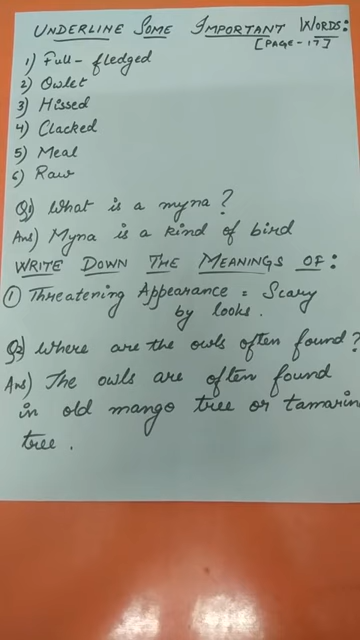 UNDERLINE SOME IMPORTANT WORDS:
[PAGE-17]
1) Full-fledged
2) Owlet
3) Hissed
4) Clacked
5) Meal
6) Raw
Q1) What is a myna?
Ans) Myna is a kind of bird
WRITE DOWN THE MEANINGS OF:
① Threatening Appearance = Scary
by looks.
Q2) Where are the owls often found?
Ans) The owls are often found
in old mango tree or tamarin
tree.